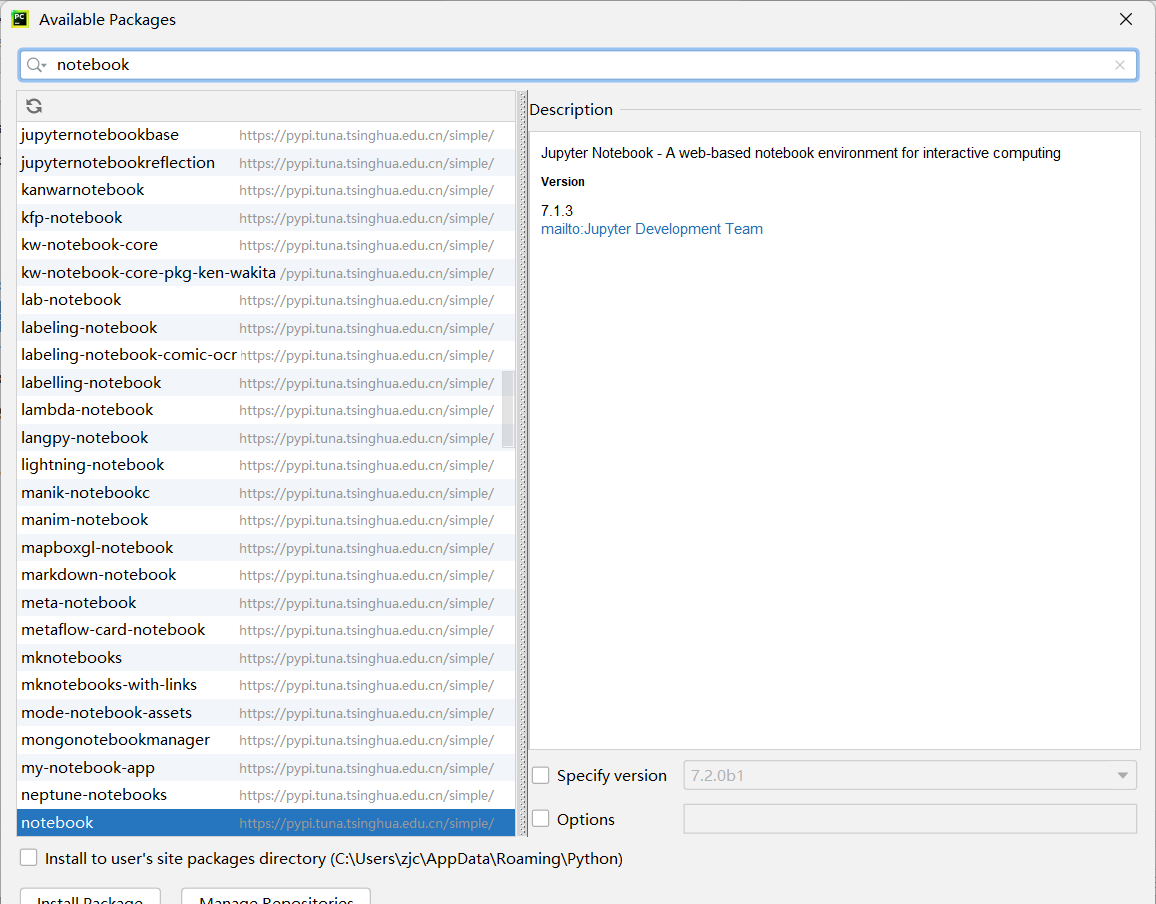 PC
Available Packages
notebook
jupyternotebookbase https://pypi.tuna.tsinghua.edu.cn/simple/
jupyternotebookreflection https://pypi.tuna.tsinghua.edu.cn/simple/
kanwarnotebook https://pypi.tuna.tsinghua.edu.cn/simple/
kfp-notebook https://pypi.tuna.tsinghua.edu.cn/simple/
kw-notebook-core https://pypi.tuna.tsinghua.edu.cn/simple/
kw-notebook-core-pkg-ken-wakita /pypi.tuna.tsinghua.edu.cn/simple/
lab-notebook https://pypi.tuna.tsinghua.edu.cn/simple/
labeling-notebook https://pypi.tuna.tsinghua.edu.cn/simple/
labeling-notebook-comic-ocr https://pypi.tuna.tsinghua.edu.cn/simple/
labelling-notebook https://pypi.tuna.tsinghua.edu.cn/simple/
lambda-notebook https://pypi.tuna.tsinghua.edu.cn/simple/
langpy-notebook https://pypi.tuna.tsinghua.edu.cn/simple/
lightning-notebook https://pypi.tuna.tsinghua.edu.cn/simple/
manik-notebookc https://pypi.tuna.tsinghua.edu.cn/simple/
manim-notebook https://pypi.tuna.tsinghua.edu.cn/simple/
mapboxgl-notebook https://pypi.tuna.tsinghua.edu.cn/simple/
markdown-notebook https://pypi.tuna.tsinghua.edu.cn/simple/
meta-notebook https://pypi.tuna.tsinghua.edu.cn/simple/
metaflow-card-notebook https://pypi.tuna.tsinghua.edu.cn/simple/
mknotebooks https://pypi.tuna.tsinghua.edu.cn/simple/
mknotebooks-with-links https://pypi.tuna.tsinghua.edu.cn/simple/
mode-notebook-assets https://pypi.tuna.tsinghua.edu.cn/simple/
mongonotebookmanager https://pypi.tuna.tsinghua.edu.cn/simple/
my-notebook-app https://pypi.tuna.tsinghua.edu.cn/simple/
neptune-notebooks https://pypi.tuna.tsinghua.edu.cn/simple/
notebook https://pypi.tuna.tsinghua.edu.cn/simple/
Description
Jupyter Notebook - A web-based notebook environment for interactive computing
Version
7.1.3
mailto:Jupyter Development Team
Specify version 7.2.0b1
Options
Install to user's site packages directory (C:\Users\zjc\AppData\Roaming\Python)
Install Package Manage Repositories